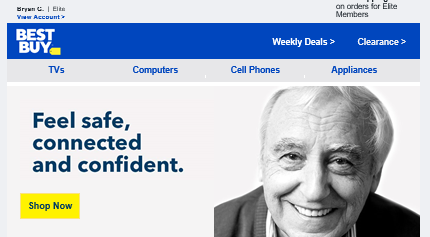 Bryan G. | Elite
View Account >
on orders for Elite
Members
BEST
BUY
Weekly Deals >
Clearance >
TVs
Computers
Cell Phones
Appliances
Feel safe,
connected
and confident.
Shop Now